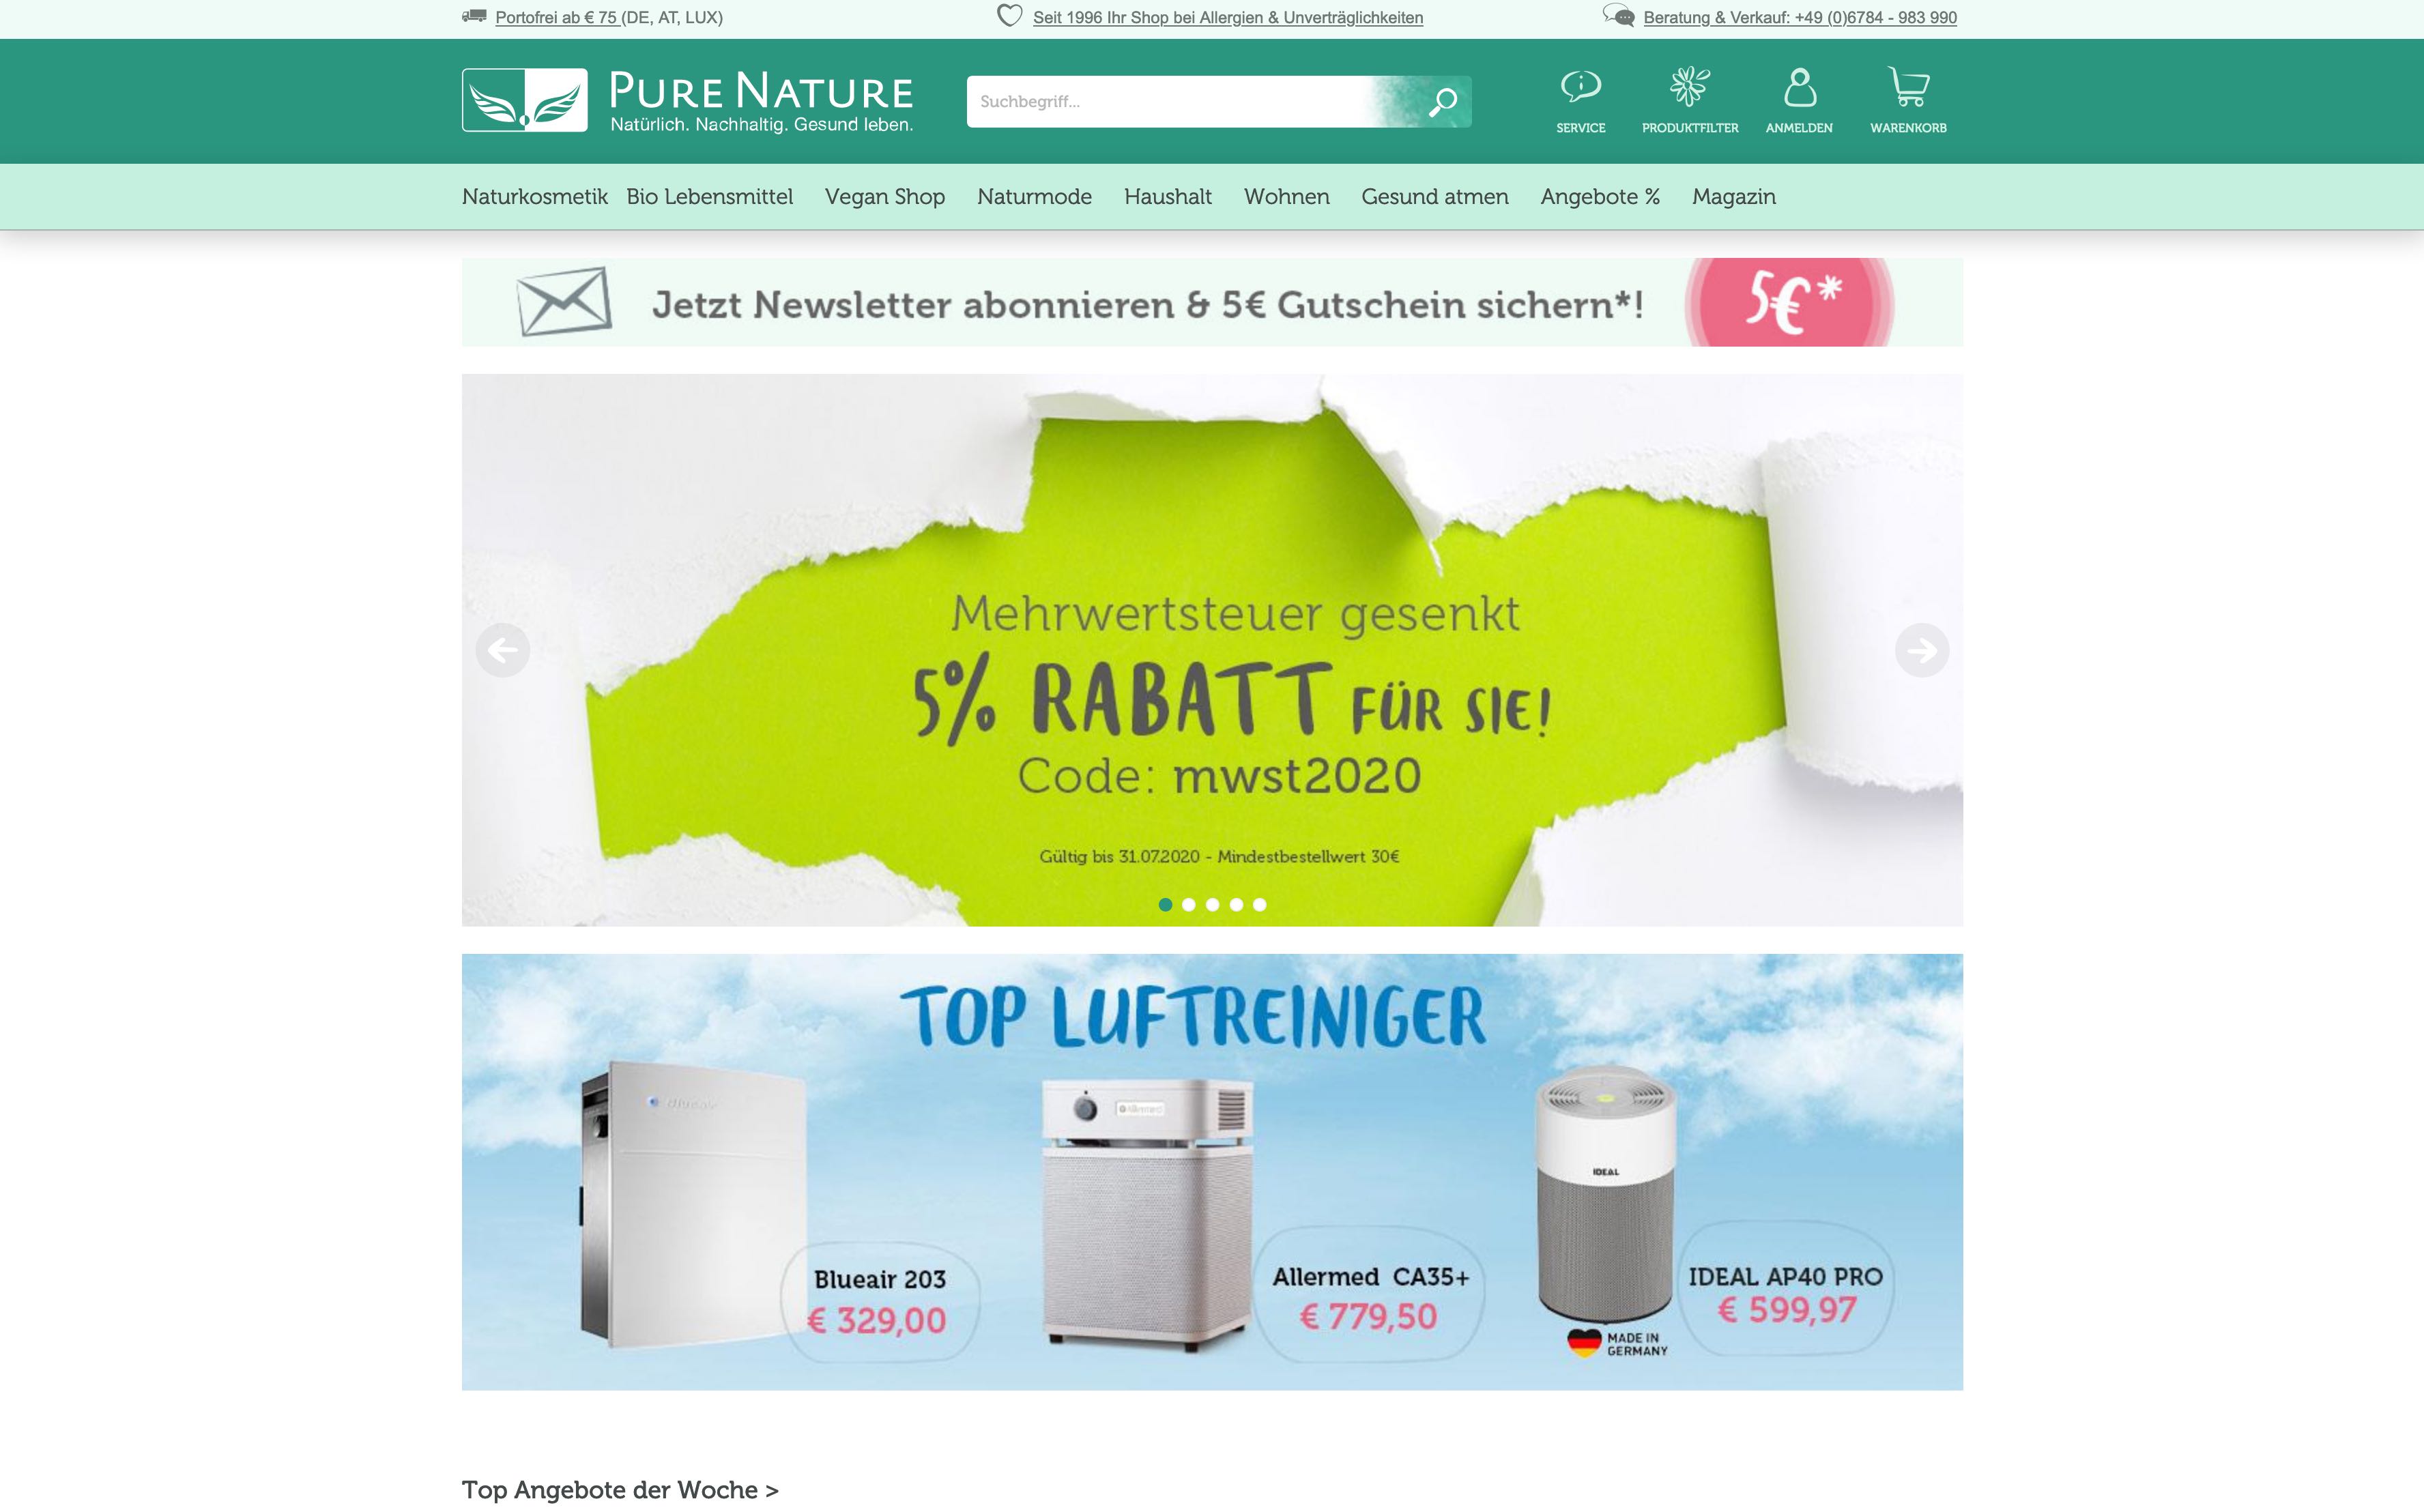 Portofrei ab € 75 (DE, AT, LUX)
Seit 1996 Ihr Shop bei Allergien & Unverträglichkeiten
Beratung & Verkauf: +49 (0)6784 - 983 990
PURE NATURE
Natürlich. Nachhaltig. Gesund leben.
Suchbegriff...
SERVICE
PRODUKTFILTER
ANMELDEN
WARENKORB
Naturkosmetik
Bio Lebensmittel
Vegan Shop
Naturmode
Haushalt
Wohnen
Gesund atmen
Angebote %
Magazin
Jetzt Newsletter abonnieren & 5€ Gutschein sichern*!
5€*
Mehrwertsteuer gesenkt
5% RABATT FÜR SIE!
Code: mwst2020
Gültig bis 31.07.2020 - Mindestbestellwert 30€
TOP LUFTREINIGER
blueair
Allermed
IDEAL
Blueair 203
€ 329,00
Allermed CA35+
€ 779,50
IDEAL AP40 PRO
€ 599,97
MADE IN
GERMANY
Top Angebote der Woche >